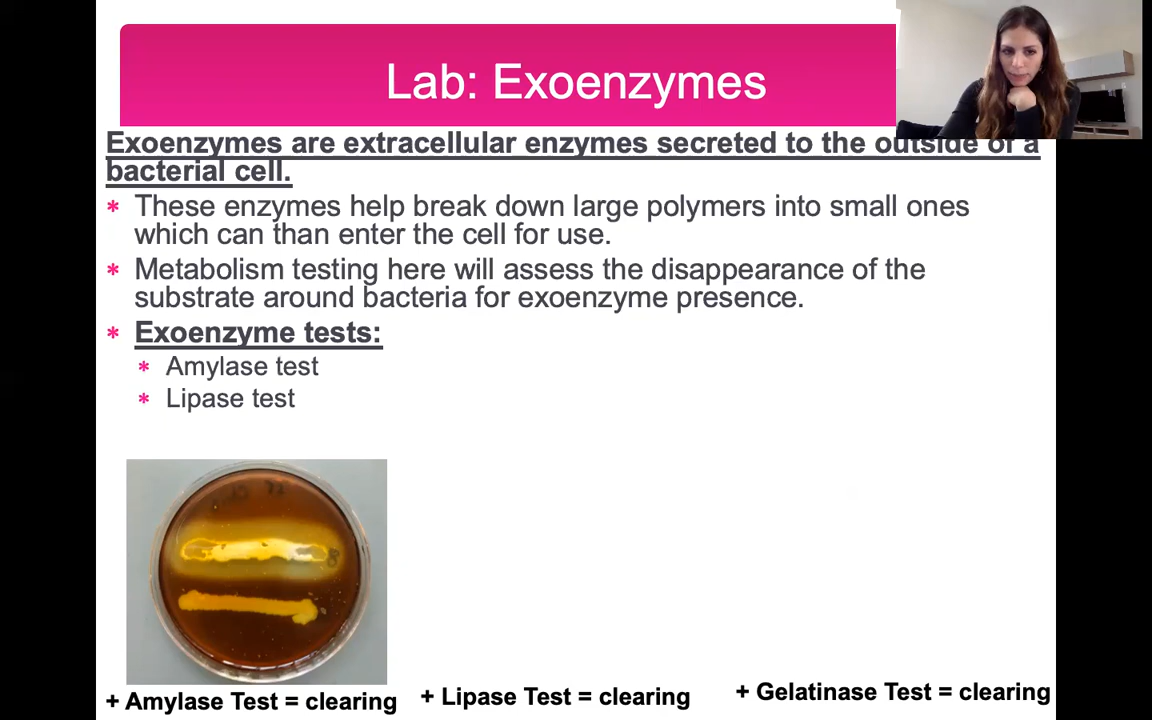 Lab: Exoenzymes
Exoenzymes are extracellular enzymes secreted to the outside of a
bacterial cell.
* These enzymes help break down large polymers into small ones
which can than enter the cell for use.
* Metabolism testing here will assess the disappearance of the
substrate around bacteria for exoenzyme presence.
* Exoenzyme tests:
* Amylase test
* Lipase test
+ Amylase Test = clearing
+ Lipase Test = clearing
+ Gelatinase Test = clearing